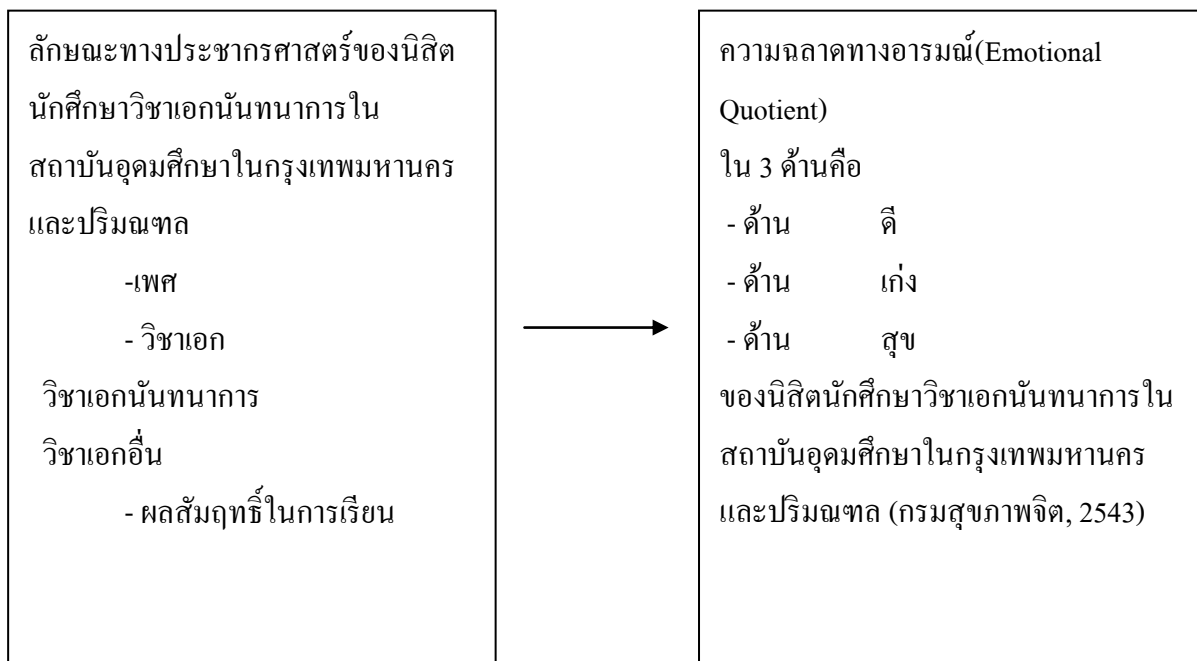 ลักษณะทางประชากรศาสตร์ของนิสิต
นักศึกษาวิชาเอกนันทนาการใน
สถาบันอุดมศึกษาในกรุงเทพมหานคร
และปริมณฑล
-เพศ
- วิชาเอก
วิชาเอกนันทนาการ
วิชาเอกอื่น
- ผลสัมฤทธิ์ในการเรียน
ความฉลาดทางอารมณ์(Emotional
Quotient)
ใน 3 ด้านคือ
- ด้าน ดี
- ด้าน เก่ง
- ด้าน สุข
ของนิสิตนักศึกษาวิชาเอกนันทนาการใน
สถาบันอุดมศึกษาในกรุงเทพมหานคร
และปริมณฑล (กรมสุขภาพจิต, 2543)